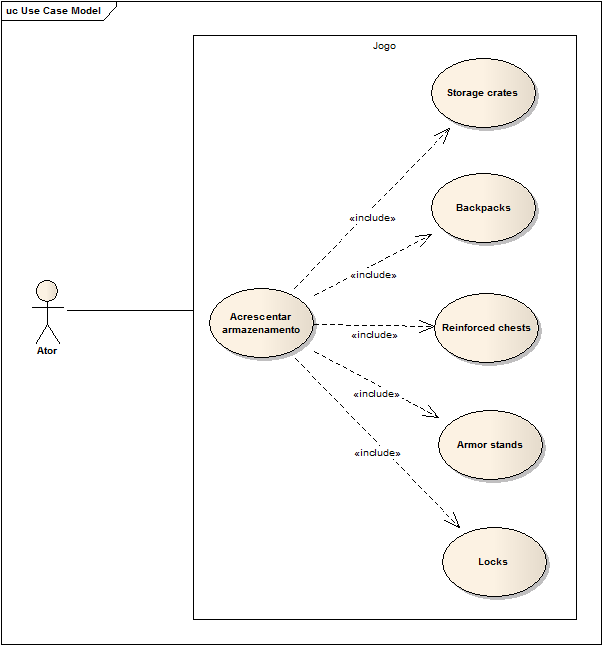 uc Use Case Model
Jogo
Storage crates
«include»
Backpacks
«include»
Acrescentar
armazenamento
Reinforced chests
«include»
Ator
«include»
Armor stands
«include»
Locks